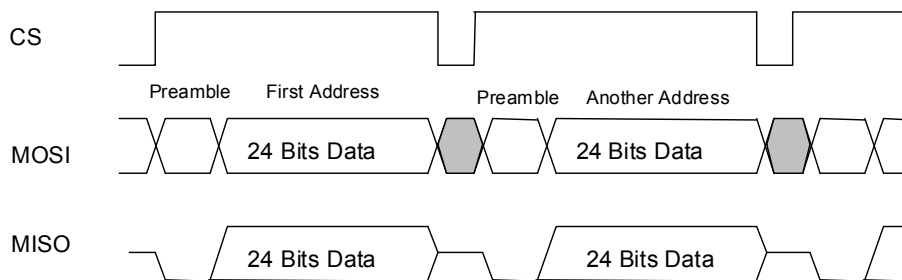 CS
Preamble First Address Preamble Another Address
MOSI 24 Bits Data 24 Bits Data
MISO 24 Bits Data 24 Bits Data